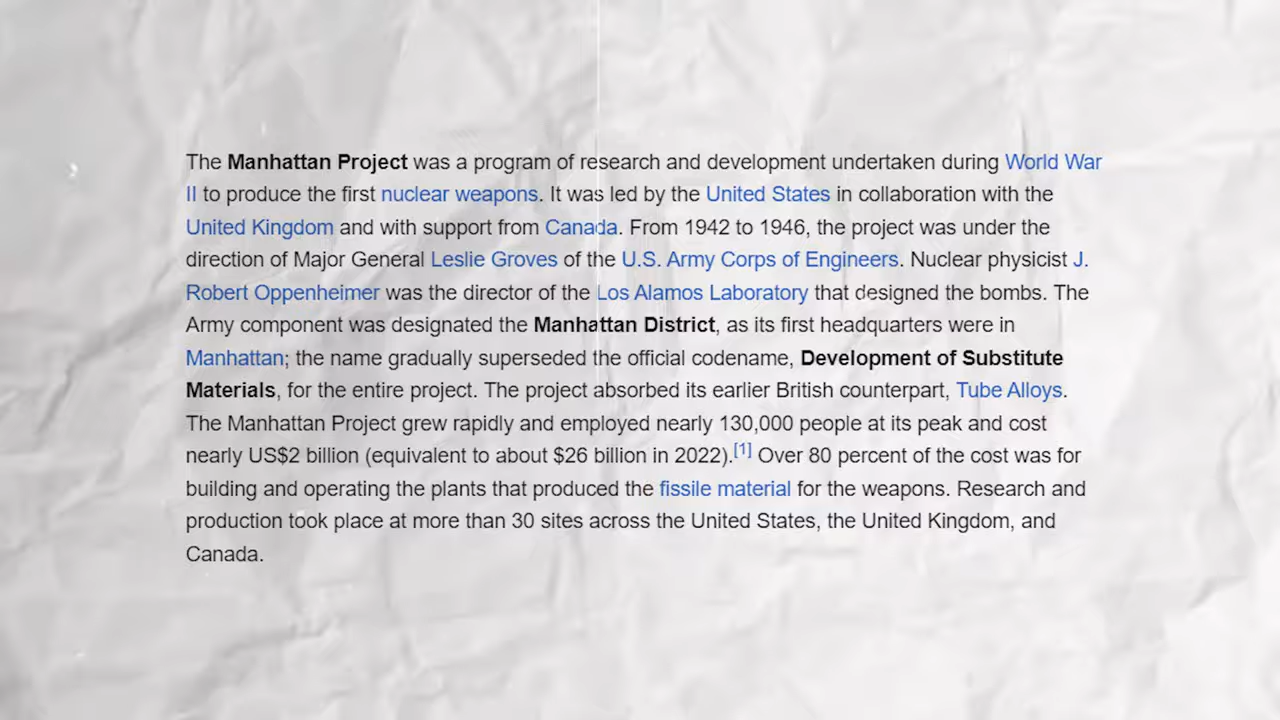 The Manhattan Project was a program of research and development undertaken during World War
II to produce the first nuclear weapons. It was led by the United States in collaboration with the
United Kingdom and with support from Canada. From 1942 to 1946, the project was under the
direction of Major General Leslie Groves of the U.S. Army Corps of Engineers. Nuclear physicist J.
Robert Oppenheimer was the director of the Los Alamos Laboratory that designed the bombs. The
Army component was designated the Manhattan District, as its first headquarters were in
Manhattan; the name gradually superseded the official codename, Development of Substitute
Materials, for the entire project. The project absorbed its earlier British counterpart, Tube Alloys.
The Manhattan Project grew rapidly and employed nearly 130,000 people at its peak and cost
nearly US$2 billion (equivalent to about $26 billion in 2022).[1] Over 80 percent of the cost was for
building and operating the plants that produced the fissile material for the weapons. Research and
production took place at more than 30 sites across the United States, the United Kingdom, and
Canada.